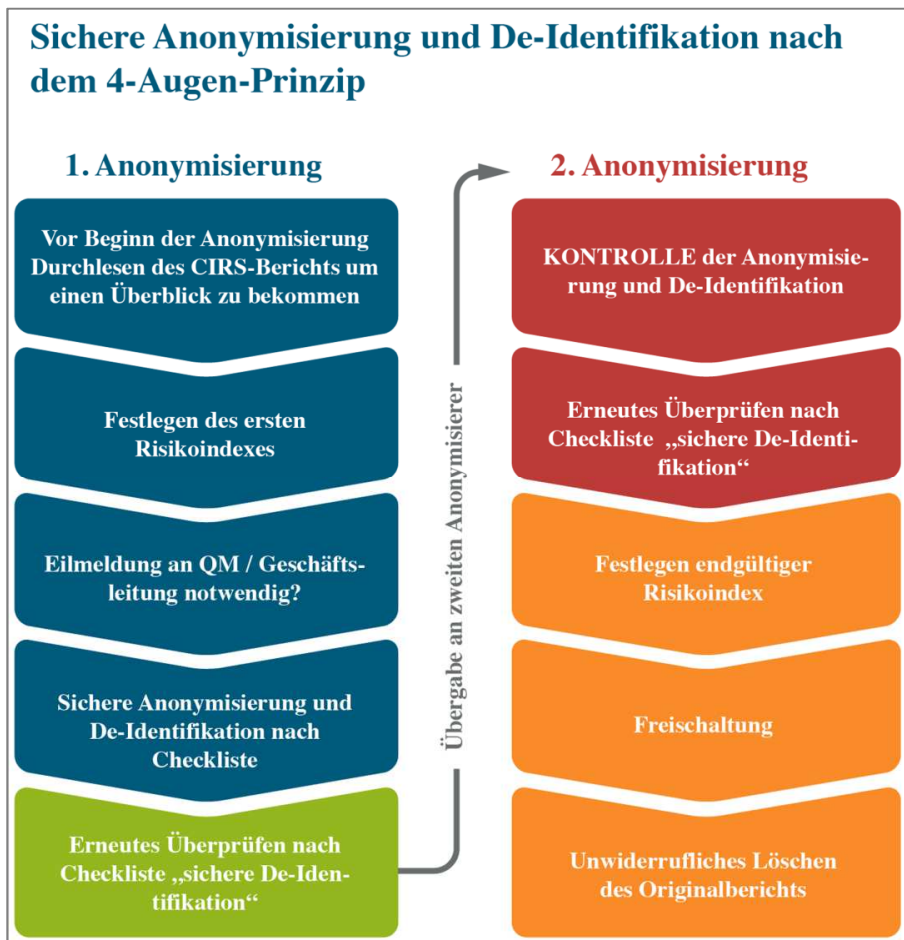 Sichere Anonymisierung und De-Identifikation nach
dem 4-Augen-Prinzip
1. Anonymisierung
Vor Beginn der Anonymisierung
Durchlesen des CIRS-Berichts um
einen Überblick zu bekommen
Festlegen des ersten
Risikoindexes
Eilmeldung an QM / Geschäfts-
leitung notwendig?
Sichere Anonymisierung und
De-Identifikation nach
Checkliste
Erneutes Überprüfen nach
Checkliste „sichere De-Iden-
tifikation“
Übergabe an zweiten Anonymisierer
2. Anonymisierung
KONTROLLE der Anonymisie-
rung und De-Identifikation
Erneutes Überprüfen nach
Checkliste „sichere De-Identi-
fikation“
Festlegen endgültiger
Risikoindex
Freischaltung
Unwiderrufliches Löschen
des Originalberichts